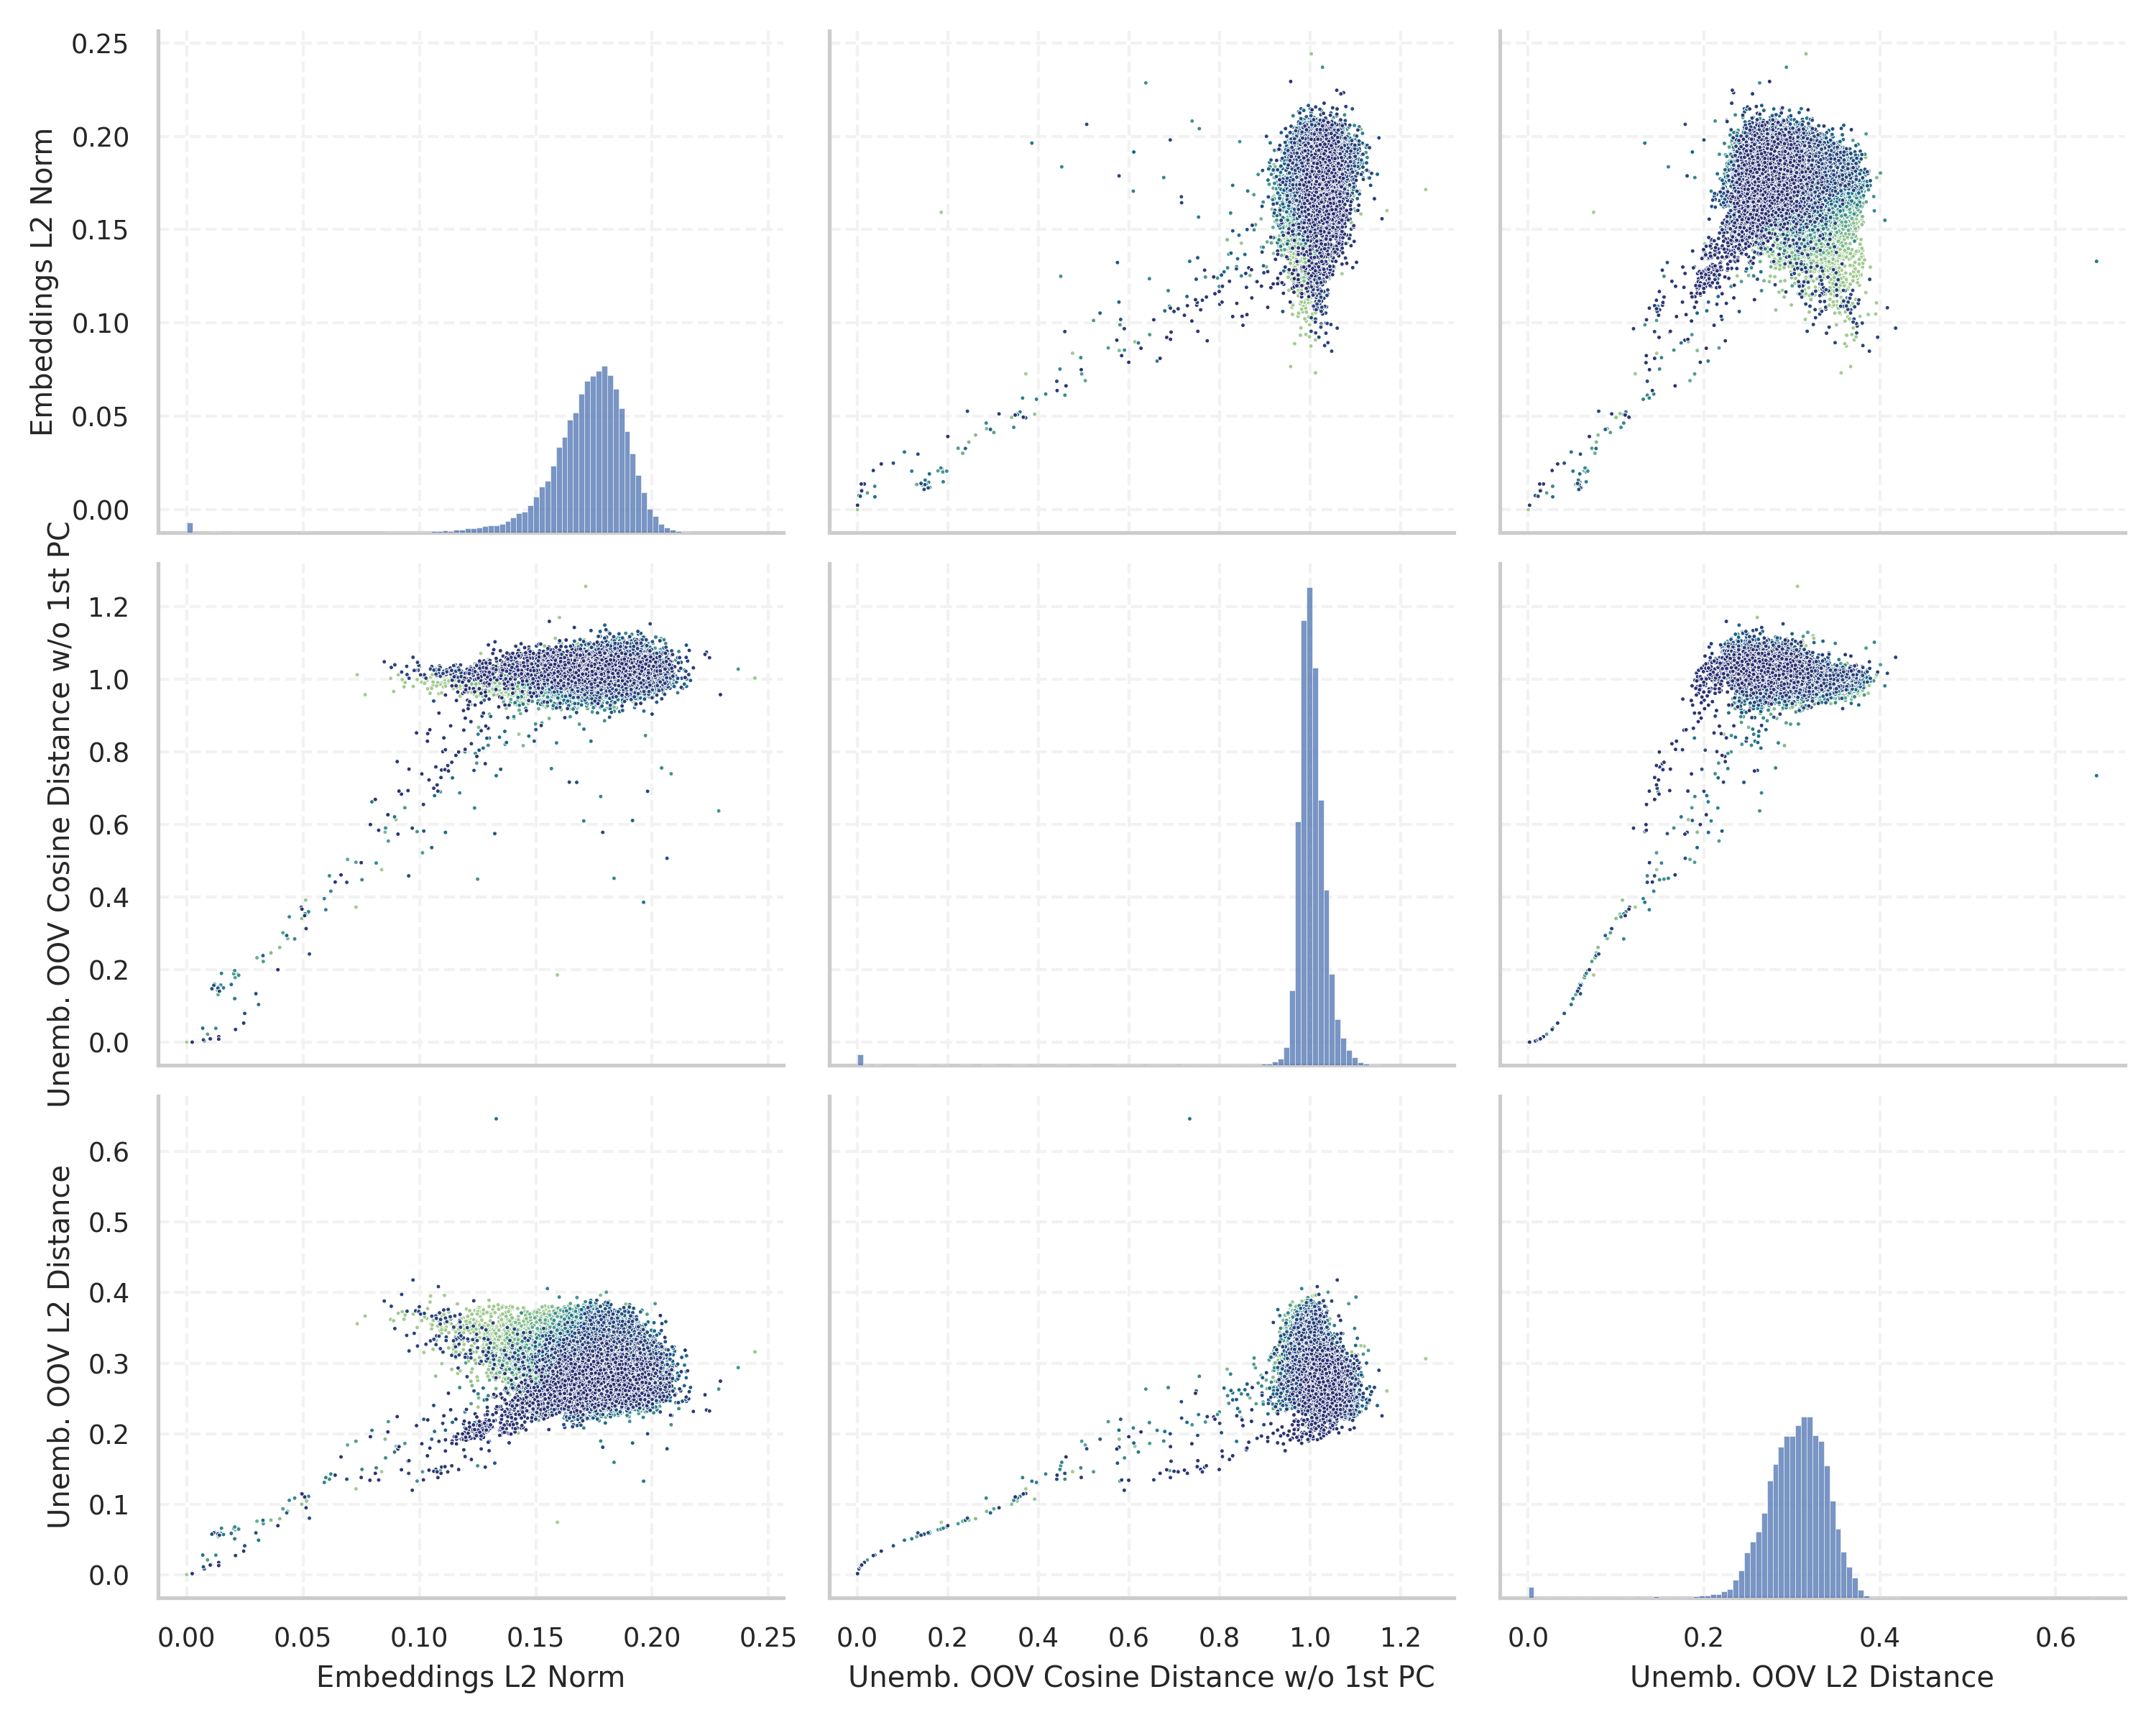 0.25
0.20
0.15
0.10
0.05
0.00
Embeddings L2 Norm
1.2
1.0
0.8
0.6
0.4
0.2
0.0
Unemb. OOV Cosine Distance w/o 1st PC
0.6
0.5
0.4
0.3
0.2
0.1
0.0
Unemb. OOV L2 Distance
0.00 0.05 0.10 0.15 0.20 0.25
Embeddings L2 Norm
0.0 0.2 0.4 0.6 0.8 1.0 1.2
Unemb. OOV Cosine Distance w/o 1st PC
0.0 0.2 0.4 0.6
Unemb. OOV L2 Distance